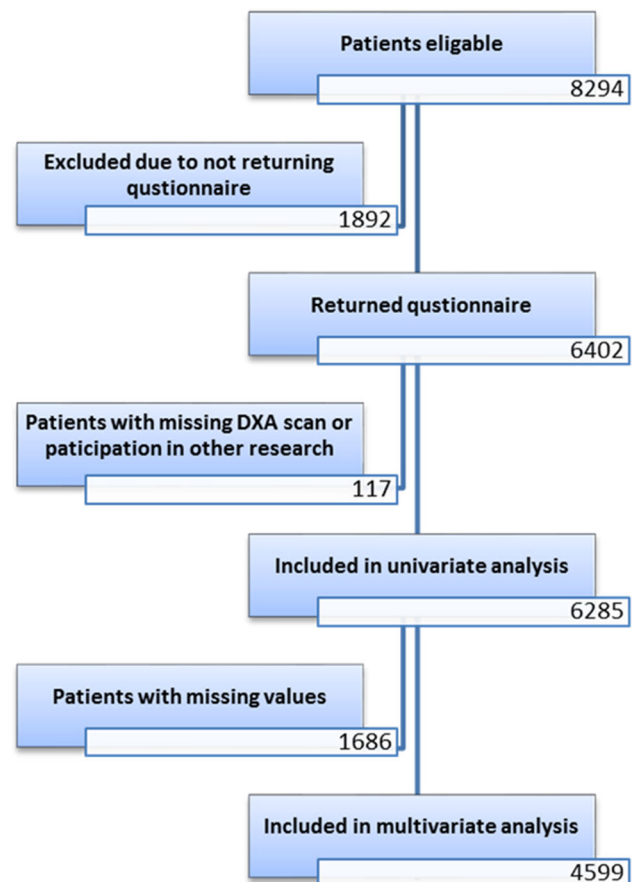 Patients eligable
8294
Excluded due to not returning
qustionnaire
1892
Returned qustionnaire
6402
Patients with missing DXA scan or
paticipation in other research
117
Included in univariate analysis
6285
Patients with missing values
1686
Included in multivariate analysis
4599